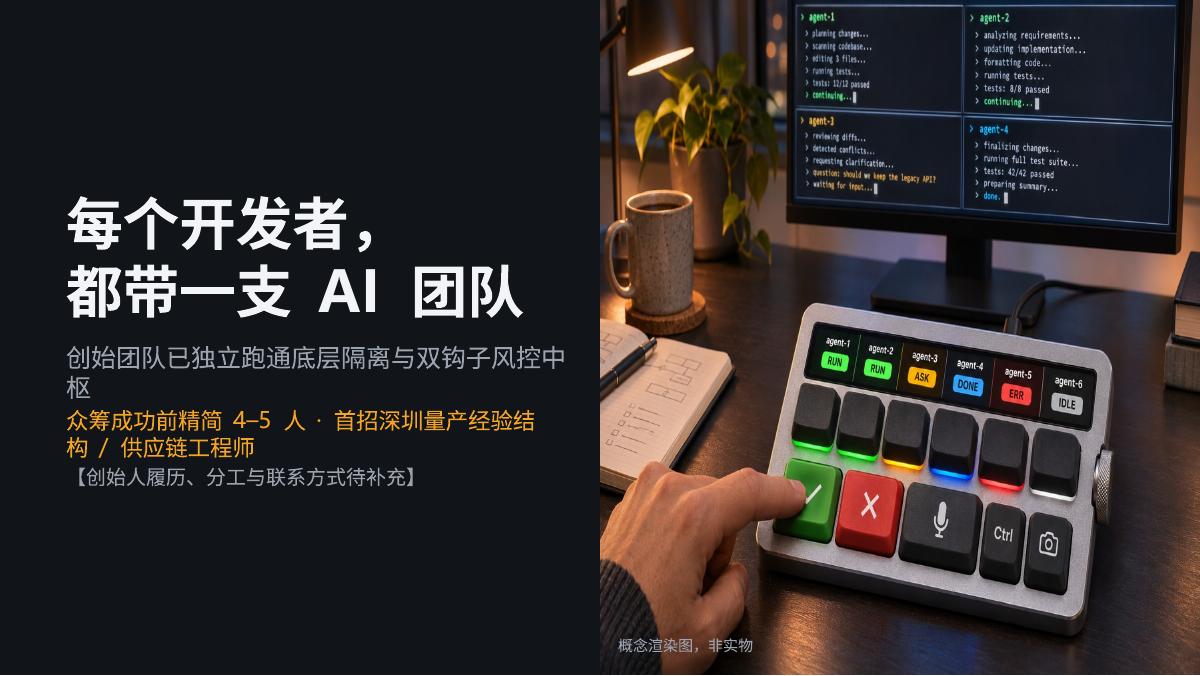 每个开发者，
都带一支 AI 团队
创始团队已独立跑通底层隔离与双钩子风控中
枢
众筹成功前精简 4–5 人 · 首招深圳量产经验结
构 / 供应链工程师
【创始人履历、分工与联系方式待补充】
agent-1
> planning changes...
> scanning codebase...
> editing 3 files...
> running tests...
> tests: 12/12 passed
> continuing...
agent-2
> analyzing requirements...
> updating implementation...
> formatting code...
> running tests...
> tests: 8/8 passed
> continuing...
agent-3
> reviewing diffs...
> detected conflicts...
> requesting clarification...
> question: should we keep the legacy API?
> waiting for input...
agent-4
> finalizing changes...
> running full test suite...
> tests: 42/42 passed
> preparing summary...
> done.
agent-1 agent-2 agent-3 agent-4 agent-5 agent-6
RUN RUN ASK DONE ERR IDLE
Ctrl
概念渲染图，非实物